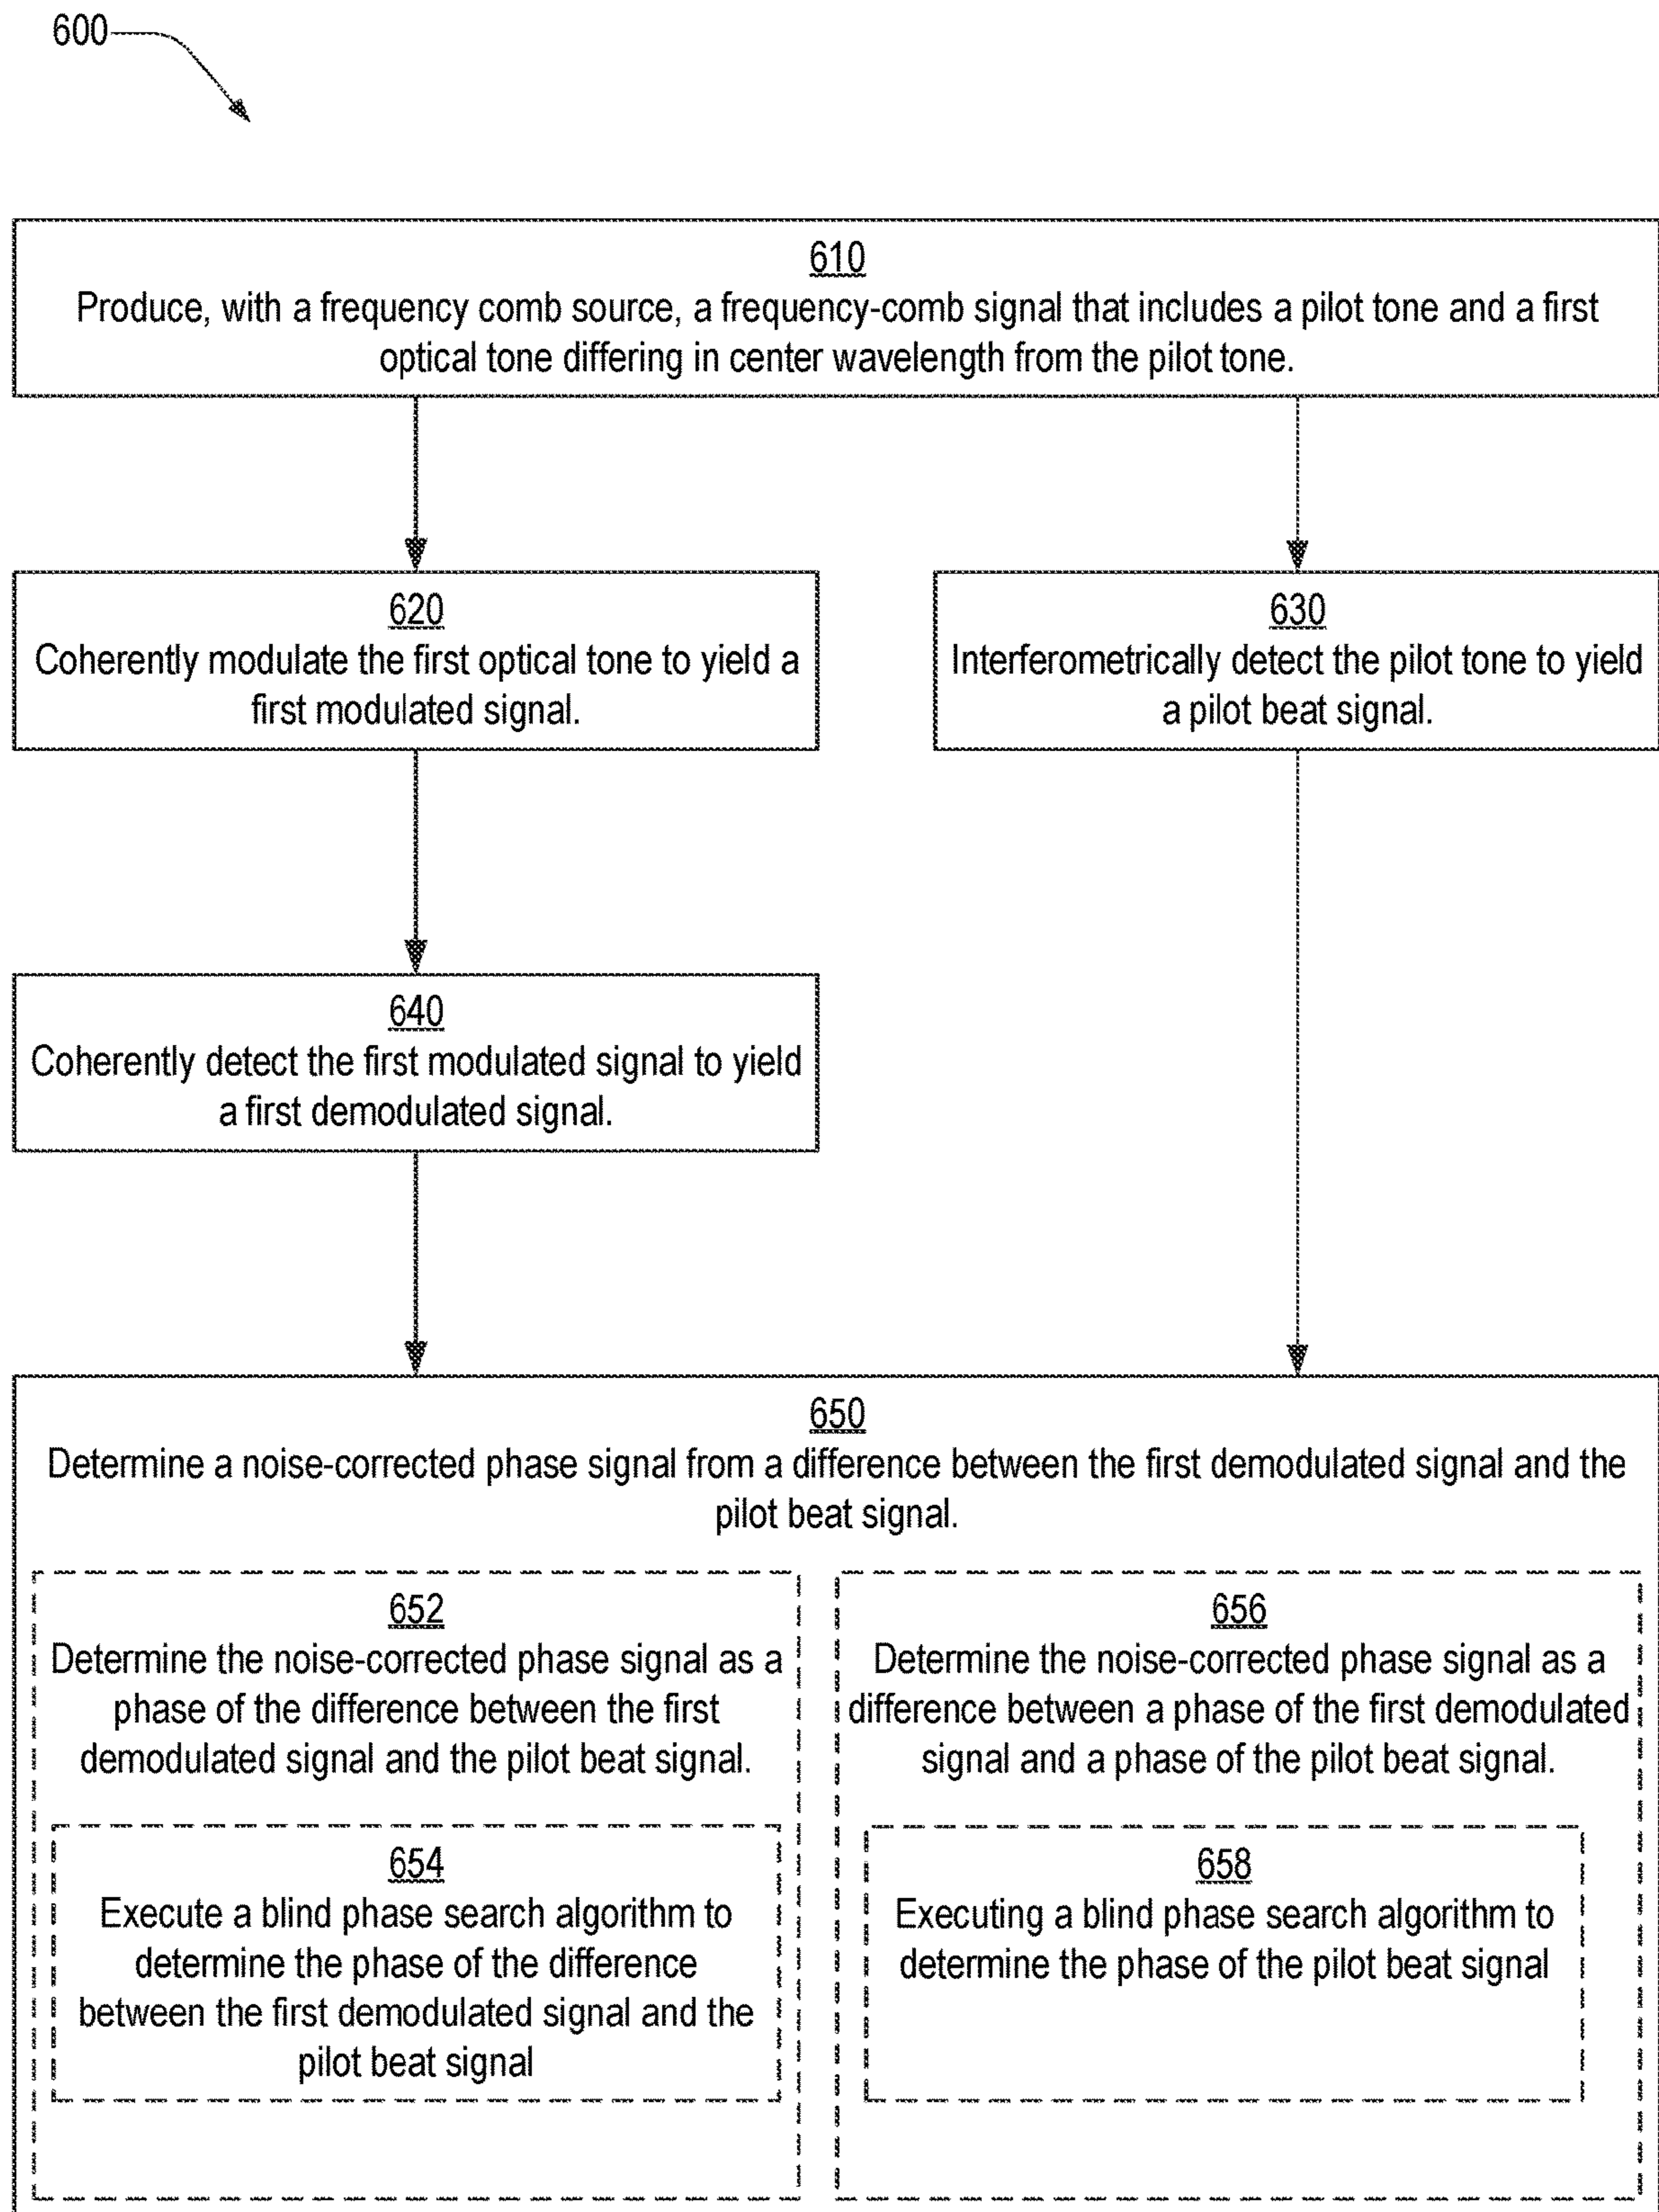 600
610
Produce, with a frequency comb source, a frequency-comb signal that includes a pilot tone and a first
optical tone differing in center wavelength from the pilot tone.
620
Coherently modulate the first optical tone to yield a
first modulated signal.
630
Interferometrically detect the pilot tone to yield
a pilot beat signal.
640
Coherently detect the first modulated signal to yield
a first demodulated signal.
650
Determine a noise-corrected phase signal from a difference between the first demodulated signal and the
pilot beat signal.
652
Determine the noise-corrected phase signal as a
phase of the difference between the first
demodulated signal and the pilot beat signal.
654
Execute a blind phase search algorithm to
determine the phase of the difference
between the first demodulated signal and the
pilot beat signal
656
Determine the noise-corrected phase signal as a
difference between a phase of the first demodulated
signal and a phase of the pilot beat signal.
658
Executing a blind phase search algorithm to
determine the phase of the pilot beat signal